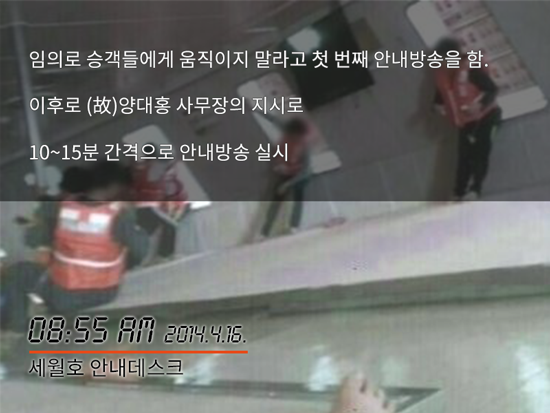 임의로 승객들에게 움직이지 말라고 첫 번째 안내방송을 함.
이후로 (故)양대홍 사무장의 지시로
10~15분 간격으로 안내방송 실시
08:55 AM 2014.4.16.
세월호 안내데스크